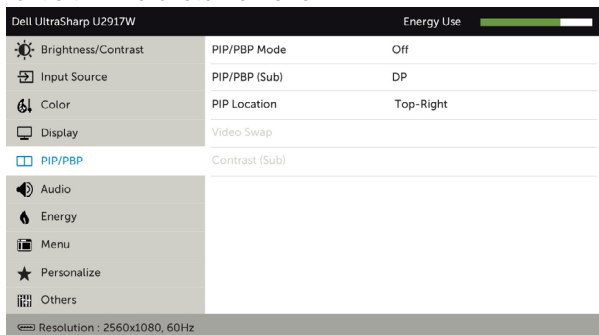 Dell UltraSharp U2917W Energy Use
Brightness/Contrast PIP/PBP Mode Off
Input Source PIP/PBP (Sub) DP
Color PIP Location Top-Right
Display Video Swap
PIP/PBP Contrast (Sub)
Audio
Energy
Menu
Personalize
Others
Resolution : 2560x1080, 60Hz